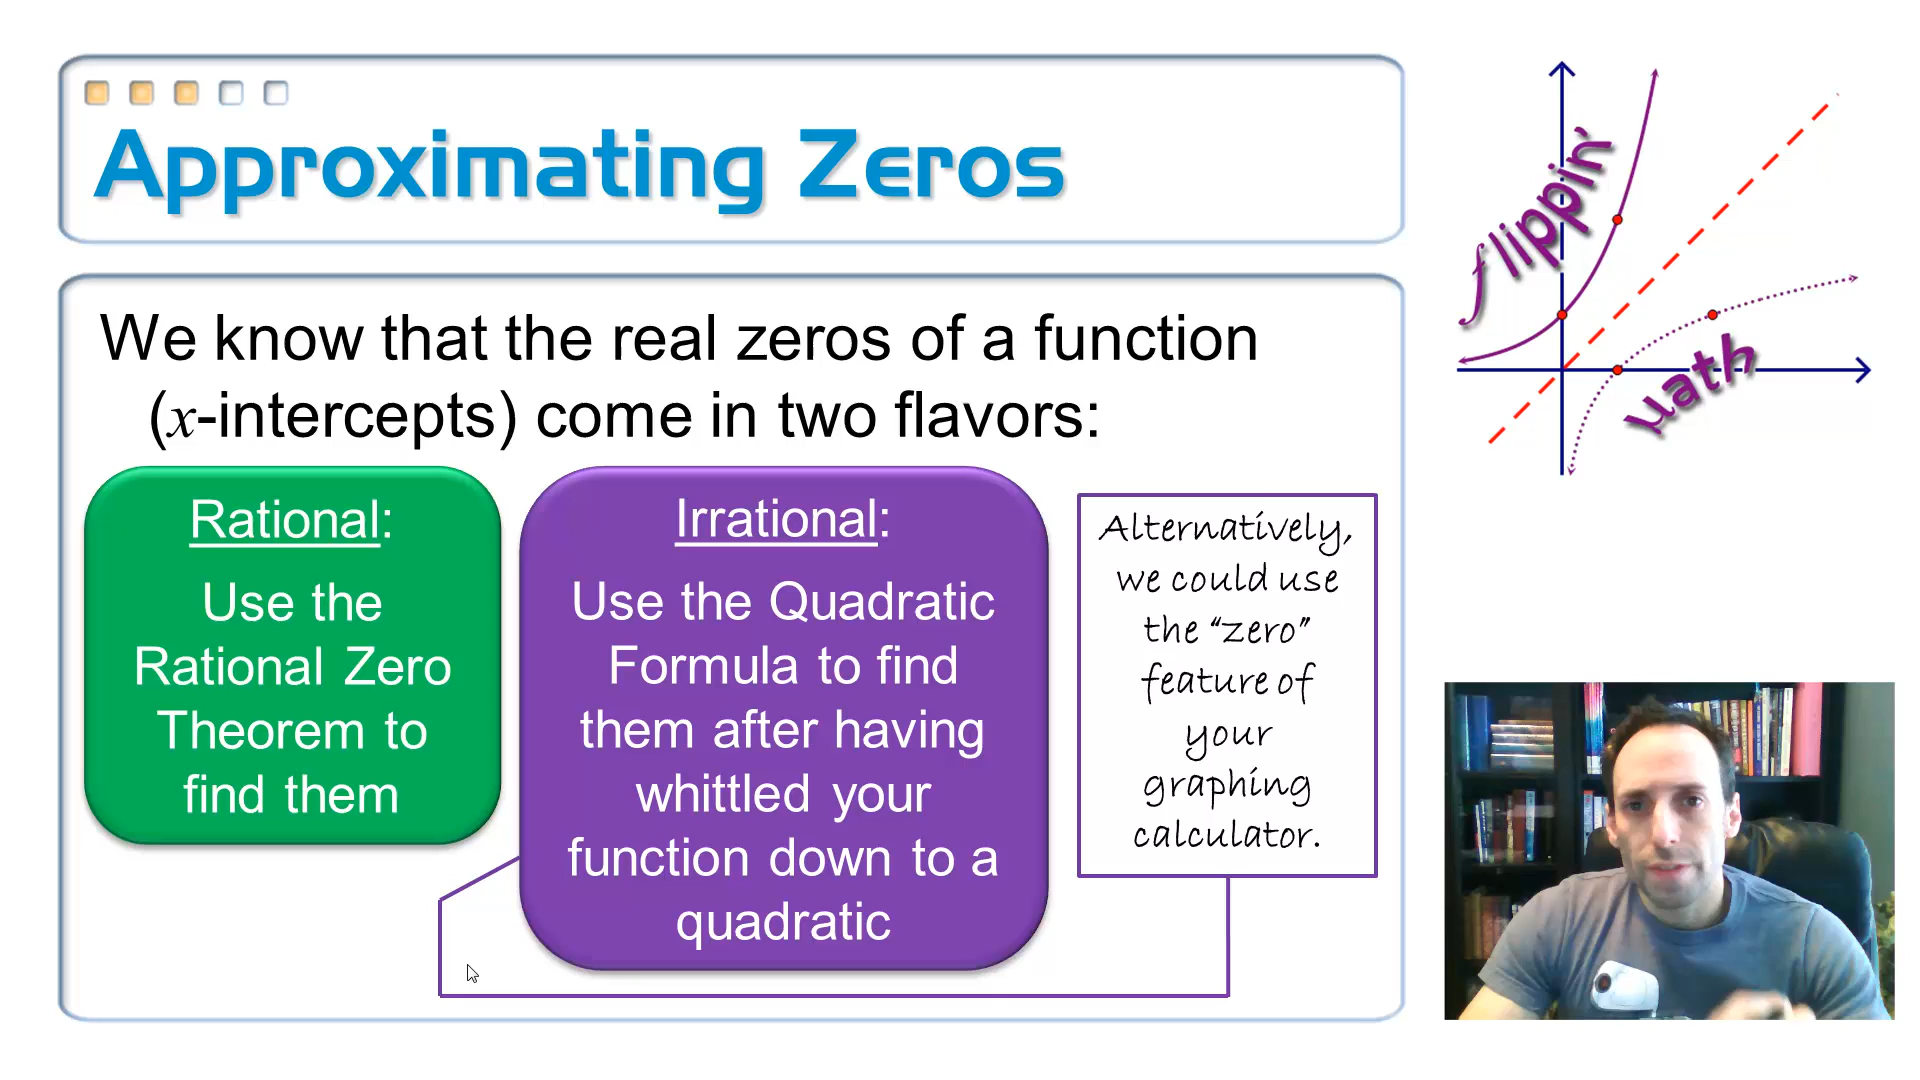 Approximating Zeros
We know that the real zeros of a function
(x-intercepts) come in two flavors:
Rational:
Use the
Rational Zero
Theorem to
find them
Irrational:
Use the Quadratic
Formula to find
them after having
whittled your
function down to a
quadratic
Alternatively,
we could use
the “zero”
feature of
your
graphing
calculator.
flippin'
math